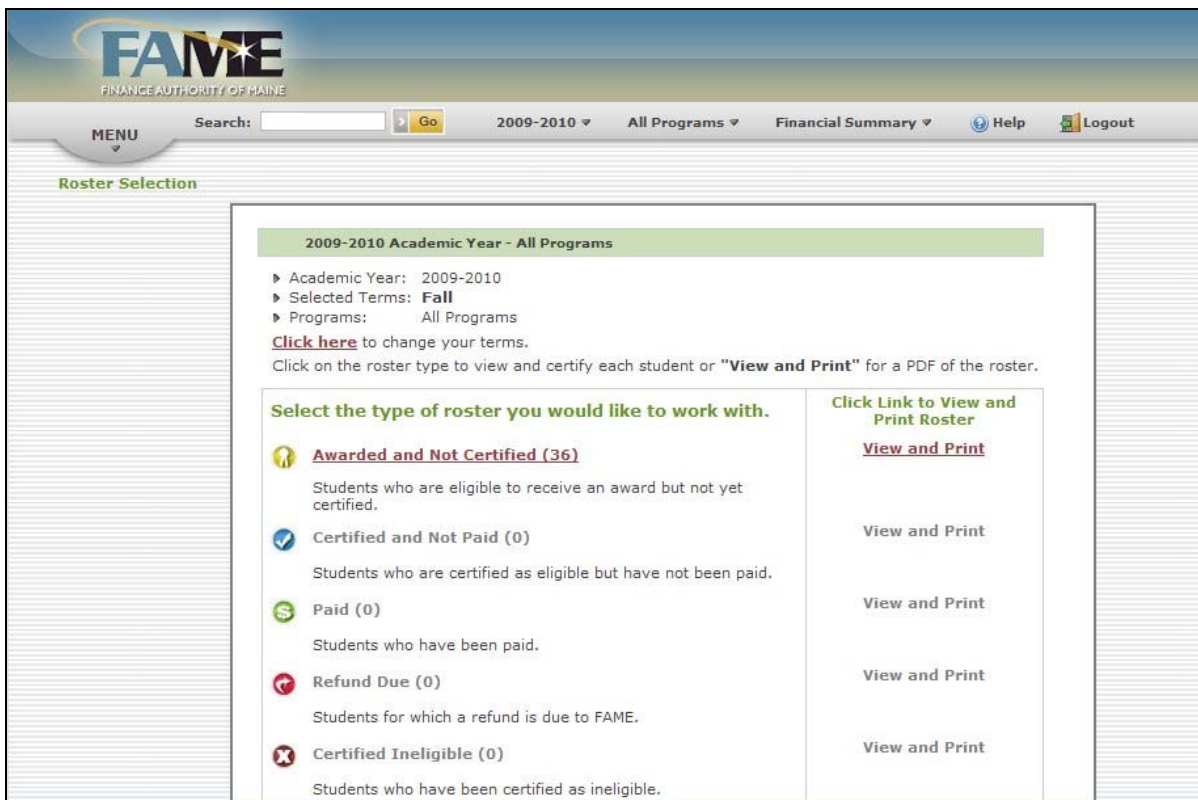 FAME
FINANCE AUTHORITY OF MAINE
MENU
Search:
Go
2009-2010
All Programs
Financial Summary
Help
Logout
Roster Selection
2009-2010 Academic Year - All Programs
Academic Year: 2009-2010
Selected Terms: Fall
Programs: All Programs
Click here to change your terms.
Click on the roster type to view and certify each student or "View and Print" for a PDF of the roster.
Select the type of roster you would like to work with.
Click Link to View and
Print Roster
Awarded and Not Certified (36)
View and Print
Students who are eligible to receive an award but not yet
certified.
Certified and Not Paid (0)
View and Print
Students who are certified as eligible but have not been paid.
Paid (0)
View and Print
Students who have been paid.
Refund Due (0)
View and Print
Students for which a refund is due to FAME.
Certified Ineligible (0)
View and Print
Students who have been certified as ineligible.